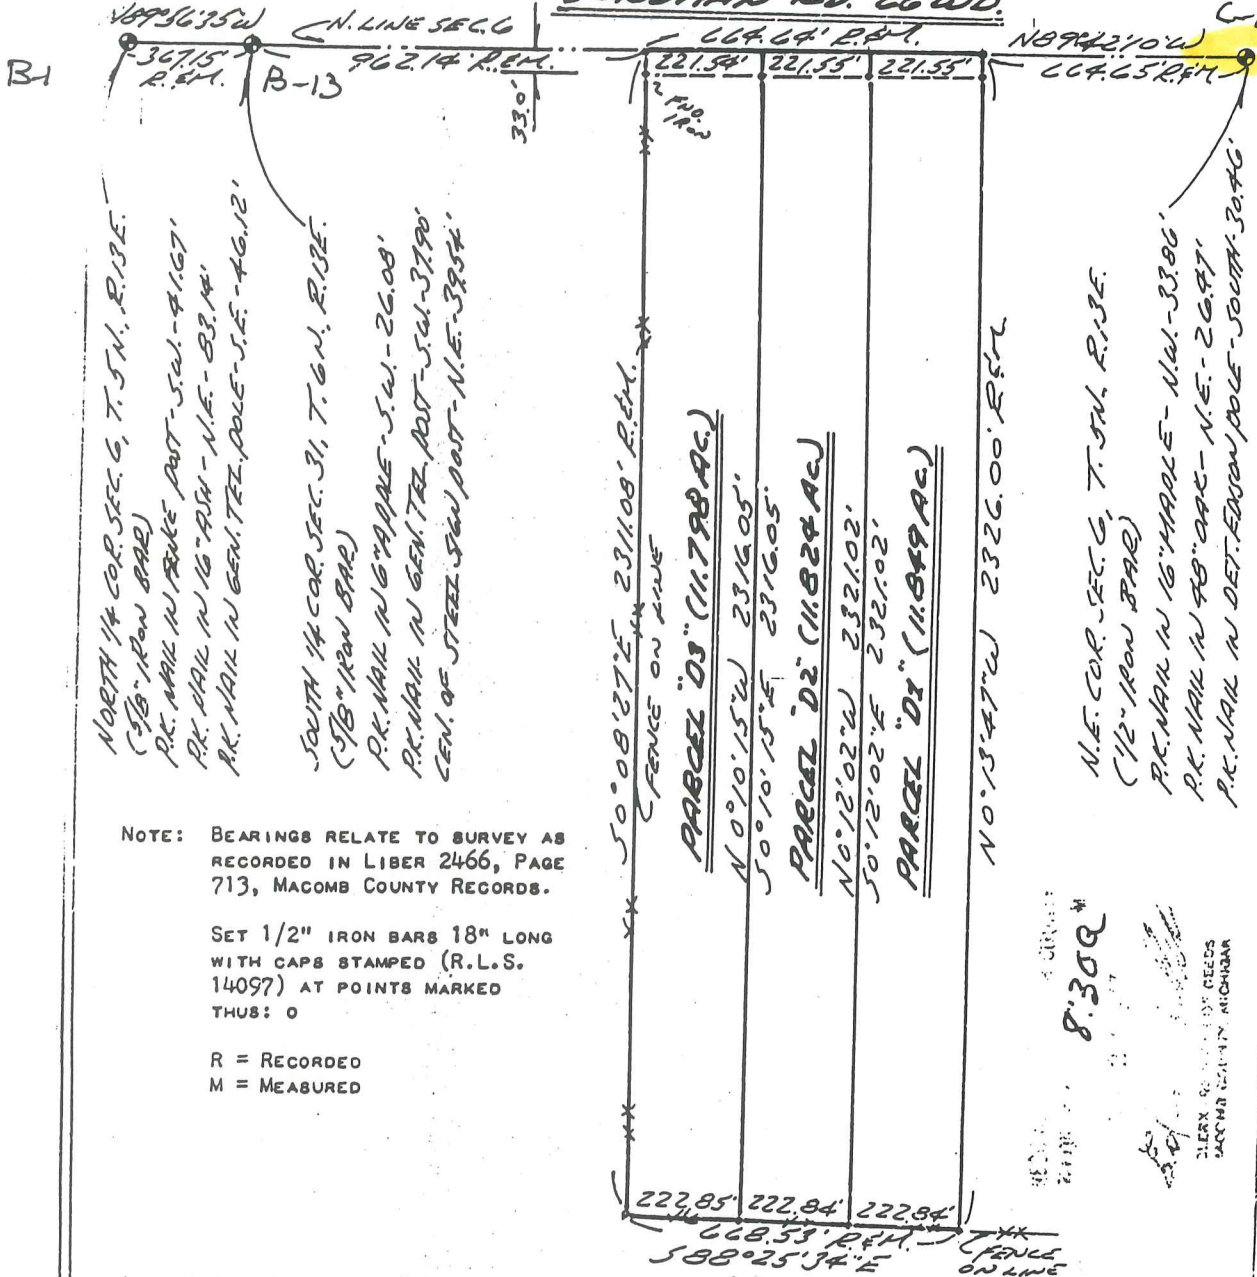 RD. 66' WD.
N89°56'35"W
N. LINE SEC. 6
664.64' R.&M.
N89°42'10"W
B-1
367.15'
R.&M.
B-13
962.14' R.&M.
221.54'
221.55'
221.55'
664.65' R.&M.
33.0'
FND. IRON
NORTH 1/4 COR. SEC. 6, T.5N., R.13E.
(5/8" IRON BAR)
P.K. NAIL IN FENCE POST - S.W. - 41.67'
P.K. NAIL IN 16" ASH - N.E. - 83.14'
P.K. NAIL IN GEN. TEL. POLE - S.E. - 46.12'
SOUTH 1/4 COR. SEC. 31, T.6N., R.13E.
(5/8" IRON BAR)
P.K. NAIL IN 6" APPLE - S.W. - 26.08'
P.K. NAIL IN GEN. TEL. POST - S.W. - 37.90'
CEN. OF STEEL SIGN POST - N.E. - 39.54'
S0°08'27"E 2311.08' R.&M.
FENCE ON LINE
PARCEL "D3" (11.798 AC.)
N0°10'15"W 2316.05'
S0°10'15"E 2316.05'
PARCEL "D2" (11.824 AC.)
N0°12'02"W 2321.02'
S0°12'02"E 2321.02'
PARCEL "D1" (11.849 AC.)
N0°13'47"W 2326.00' R.&M.
N.E. COR. SEC. 6, T.5N., R.13E.
(1/2" IRON BAR)
P.K. NAIL IN 16" MAPLE - N.W. - 33.86'
P.K. NAIL IN 48" OAK - N.E. - 26.47'
P.K. NAIL IN DET. EDISON POLE - SOUTH - 30.46'
NOTE: BEARINGS RELATE TO SURVEY AS
RECORDED IN LIBER 2466, PAGE
713, MACOMB COUNTY RECORDS.
SET 1/2" IRON BARS 18" LONG
WITH CAPS STAMPED (R.L.S.
14097) AT POINTS MARKED
THUS: O
R = RECORDED
M = MEASURED
OF DEEDS
MACOMB COUNTY, MICHIGAN
222.85'
222.84'
222.84'
668.53' R.&M.
S88°25'34"E
FENCE
ON LINE